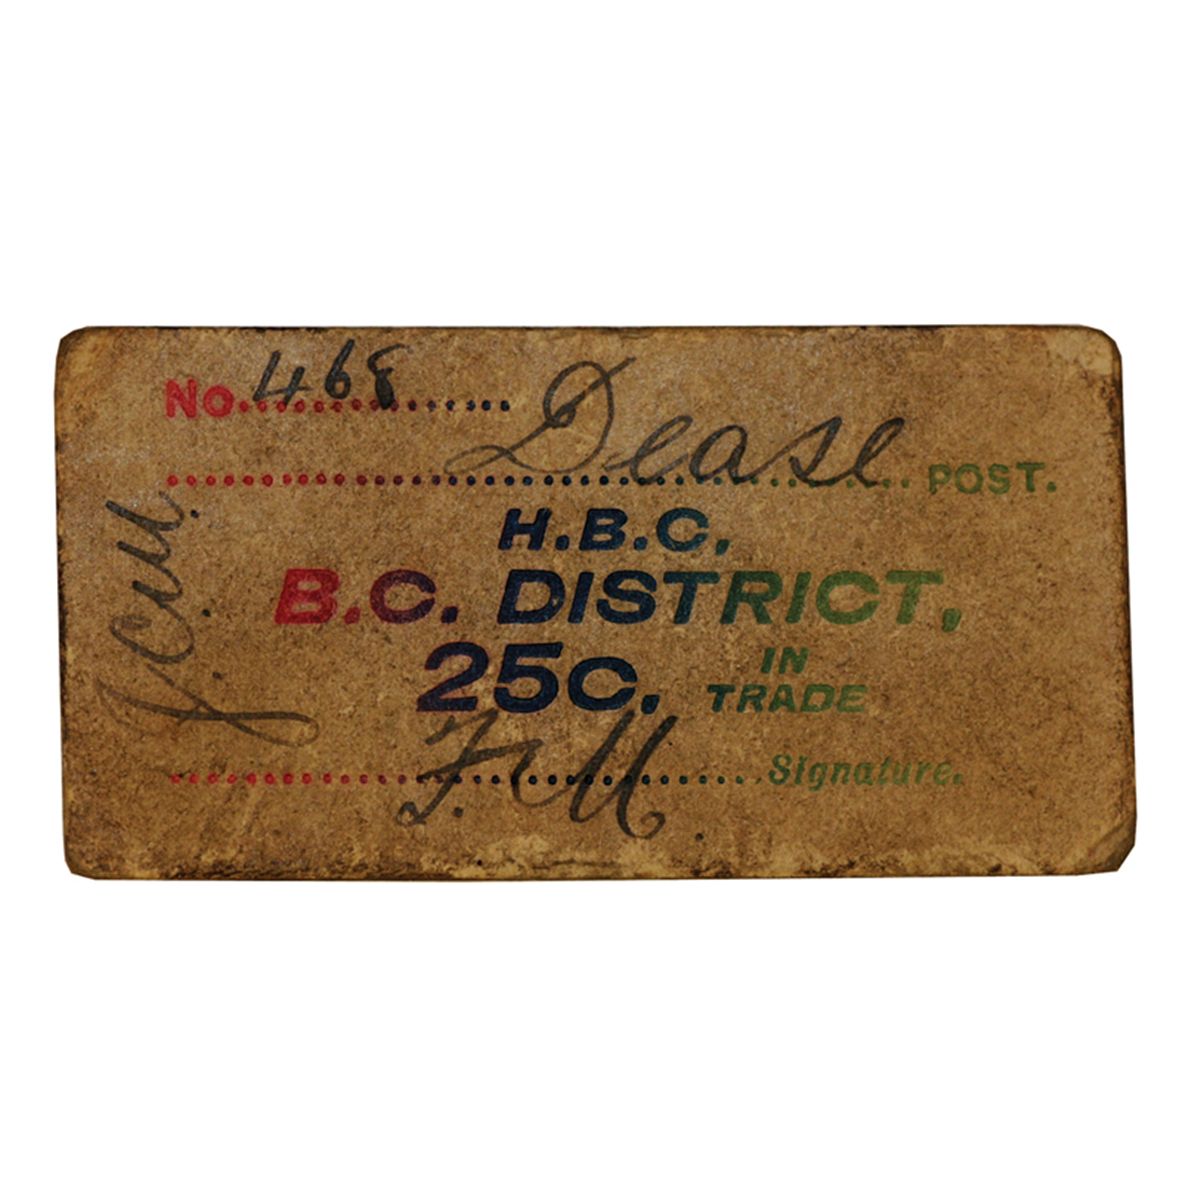 No. 468
Dease POST.
H.B.C.
B.C. DISTRICT,
25C. IN TRADE
Signature.